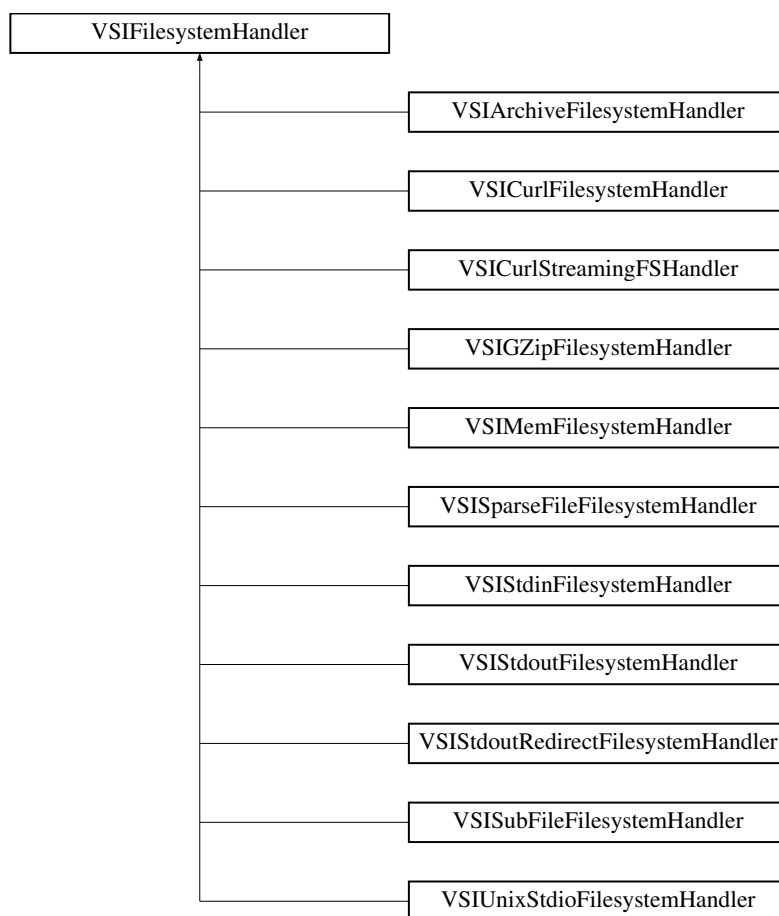 VSIFilesystemHandler
VSIArchiveFilesystemHandler
VSICurlFilesystemHandler
VSICurlStreamingFSHandler
VSIGZipFilesystemHandler
VSIMemFilesystemHandler
VSISparseFileFilesystemHandler
VSIStdinFilesystemHandler
VSIStdoutFilesystemHandler
VSIStdoutRedirectFilesystemHandler
VSISubFileFilesystemHandler
VSIUnixStdioFilesystemHandler